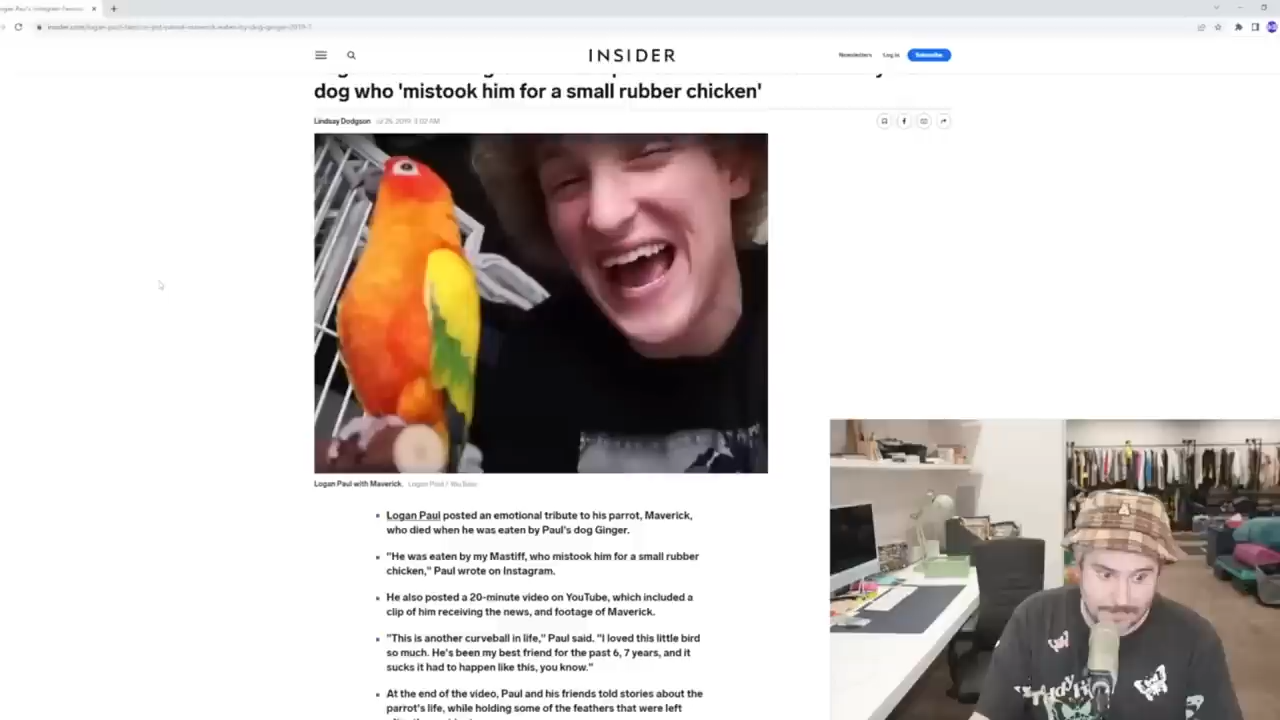 INSIDER
Newsletters Log in Subscribe
dog who 'mistook him for a small rubber chicken'
Lindsay Dodgson
Logan Paul with Maverick. Logan Paul / YouTube
Logan Paul posted an emotional tribute to his parrot, Maverick,
who died when he was eaten by Paul's dog Ginger.
"He was eaten by my Mastiff, who mistook him for a small rubber
chicken," Paul wrote on Instagram.
He also posted a 20-minute video on YouTube, which included a
clip of him receiving the news, and footage of Maverick.
"This is another curveball in life," Paul said. "I loved this little bird
so much. He's been my best friend for the past 6, 7 years, and it
sucks it had to happen like this, you know."
At the end of the video, Paul and his friends told stories about the
parrot's life, while holding some of the feathers that were left